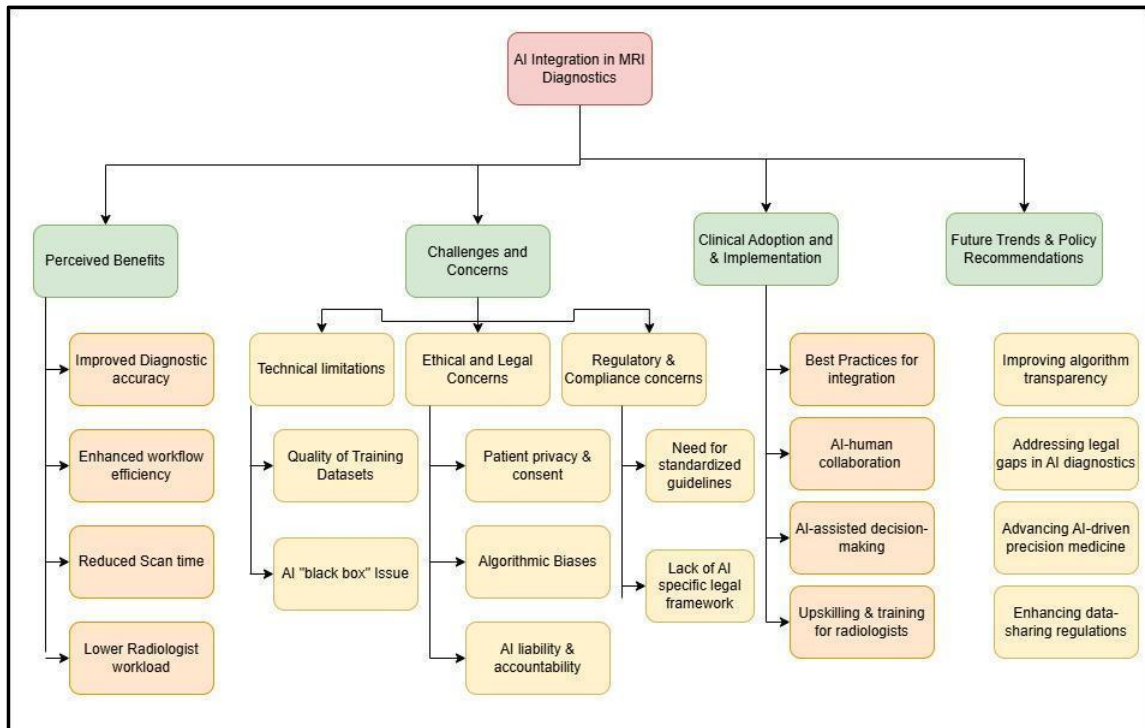 AI Integration in MRI
Diagnostics
Perceived Benefits
Challenges and
Concerns
Clinical Adoption and
& Implementation
Future Trends & Policy
Recommendations
Improved Diagnostic
accuracy
Enhanced workflow
efficiency
Reduced Scan time
Lower Radiologist
workload
Technical limitations
Quality of Training
Datasets
AI "black box" Issue
Ethical and Legal
Concerns
Patient privacy &
consent
Algorithmic Biases
AI liability &
accountability
Regulatory &
Compliance concerns
Need for
standardized
guidelines
Lack of AI
specific legal
framework
Best Practices for
integration
AI-human
collaboration
AI-assisted decision-
making
Upskilling & training
for radiologists
Improving algorithm
transparency
Addressing legal
gaps in AI diagnostics
Advancing AI-driven
precision medicine
Enhancing data-
sharing regulations